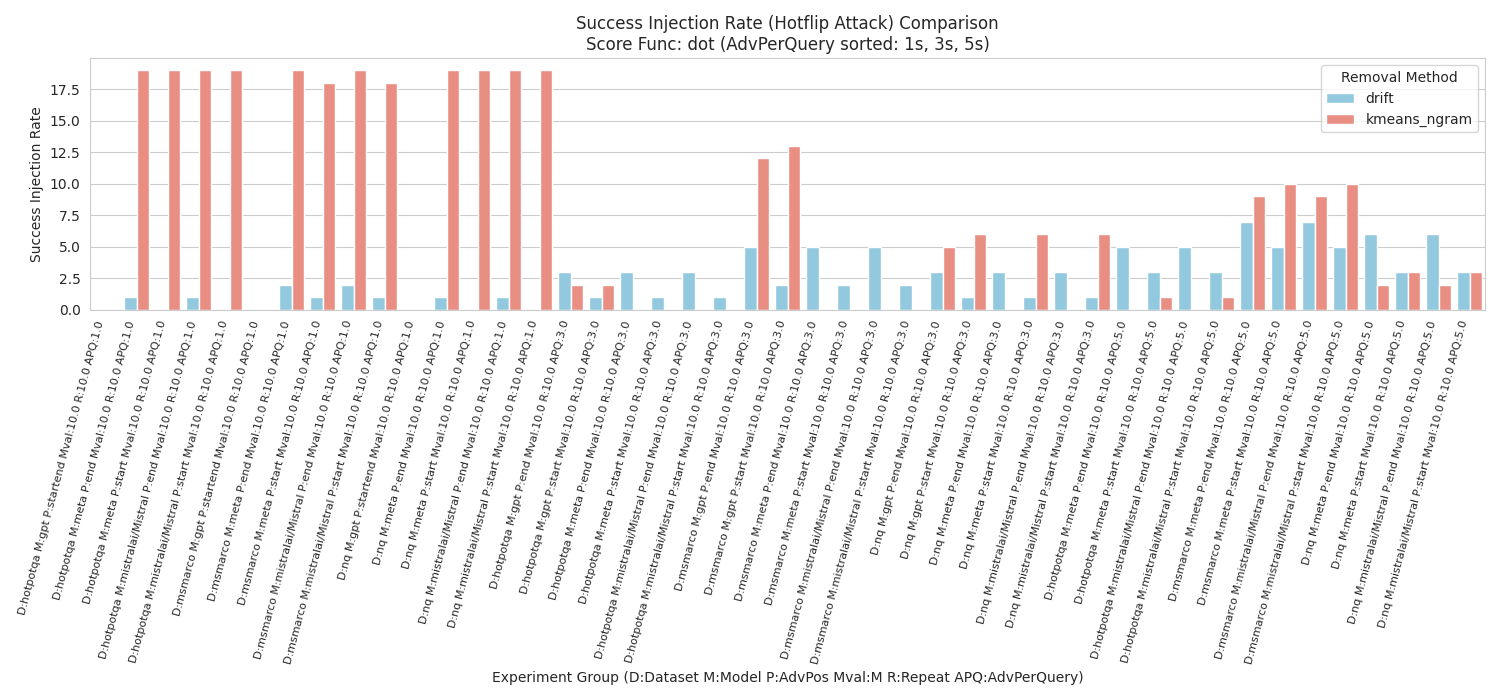 Success Injection Rate (Hotflip Attack) Comparison
Score Func: dot (AdvPerQuery sorted: 1s, 3s, 5s)
Removal Method
drift
kmeans_ngram
Success Injection Rate
17.5
15.0
12.5
10.0
7.5
5.0
2.5
0.0
D:hotpotqa M:gpt P:startend Mval:10.0 R:10.0 APQ:1.0
D:hotpotqa M:meta P:end Mval:10.0 R:10.0 APQ:1.0
D:hotpotqa M:meta P:start Mval:10.0 R:10.0 APQ:1.0
D:hotpotqa M:mistralai/Mistral P:end Mval:10.0 R:10.0 APQ:1.0
D:hotpotqa M:mistralai/Mistral P:start Mval:10.0 R:10.0 APQ:1.0
D:msmarco M:gpt P:startend Mval:10.0 R:10.0 APQ:1.0
D:msmarco M:meta P:end Mval:10.0 R:10.0 APQ:1.0
D:msmarco M:meta P:start Mval:10.0 R:10.0 APQ:1.0
D:msmarco M:mistralai/Mistral P:end Mval:10.0 R:10.0 APQ:1.0
D:msmarco M:mistralai/Mistral P:start Mval:10.0 R:10.0 APQ:1.0
D:nq M:gpt P:startend Mval:10.0 R:10.0 APQ:1.0
D:nq M:meta P:end Mval:10.0 R:10.0 APQ:1.0
D:nq M:meta P:start Mval:10.0 R:10.0 APQ:1.0
D:nq M:mistralai/Mistral P:end Mval:10.0 R:10.0 APQ:1.0
D:nq M:mistralai/Mistral P:start Mval:10.0 R:10.0 APQ:1.0
D:hotpotqa M:gpt P:end Mval:10.0 R:10.0 APQ:3.0
D:hotpotqa M:gpt P:start Mval:10.0 R:10.0 APQ:3.0
D:hotpotqa M:meta P:end Mval:10.0 R:10.0 APQ:3.0
D:hotpotqa M:meta P:start Mval:10.0 R:10.0 APQ:3.0
D:hotpotqa M:mistralai/Mistral P:end Mval:10.0 R:10.0 APQ:3.0
D:hotpotqa M:mistralai/Mistral P:start Mval:10.0 R:10.0 APQ:3.0
D:msmarco M:gpt P:end Mval:10.0 R:10.0 APQ:3.0
D:msmarco M:gpt P:start Mval:10.0 R:10.0 APQ:3.0
D:msmarco M:meta P:end Mval:10.0 R:10.0 APQ:3.0
D:msmarco M:meta P:start Mval:10.0 R:10.0 APQ:3.0
D:msmarco M:mistralai/Mistral P:end Mval:10.0 R:10.0 APQ:3.0
D:msmarco M:mistralai/Mistral P:start Mval:10.0 R:10.0 APQ:3.0
D:nq M:gpt P:end Mval:10.0 R:10.0 APQ:3.0
D:nq M:gpt P:start Mval:10.0 R:10.0 APQ:3.0
D:nq M:meta P:end Mval:10.0 R:10.0 APQ:3.0
D:nq M:meta P:start Mval:10.0 R:10.0 APQ:3.0
D:nq M:mistralai/Mistral P:end Mval:10.0 R:10.0 APQ:3.0
D:nq M:mistralai/Mistral P:start Mval:10.0 R:10.0 APQ:3.0
D:hotpotqa M:meta P:end Mval:10.0 R:10.0 APQ:5.0
D:hotpotqa M:meta P:start Mval:10.0 R:10.0 APQ:5.0
D:hotpotqa M:mistralai/Mistral P:end Mval:10.0 R:10.0 APQ:5.0
D:hotpotqa M:mistralai/Mistral P:start Mval:10.0 R:10.0 APQ:5.0
D:msmarco M:meta P:end Mval:10.0 R:10.0 APQ:5.0
D:msmarco M:meta P:start Mval:10.0 R:10.0 APQ:5.0
D:msmarco M:mistralai/Mistral P:end Mval:10.0 R:10.0 APQ:5.0
D:msmarco M:mistralai/Mistral P:start Mval:10.0 R:10.0 APQ:5.0
D:nq M:meta P:end Mval:10.0 R:10.0 APQ:5.0
D:nq M:meta P:start Mval:10.0 R:10.0 APQ:5.0
D:nq M:mistralai/Mistral P:end Mval:10.0 R:10.0 APQ:5.0
D:nq M:mistralai/Mistral P:start Mval:10.0 R:10.0 APQ:5.0
Experiment Group (D:Dataset M:Model P:AdvPos Mval:M R:Repeat APQ:AdvPerQuery)